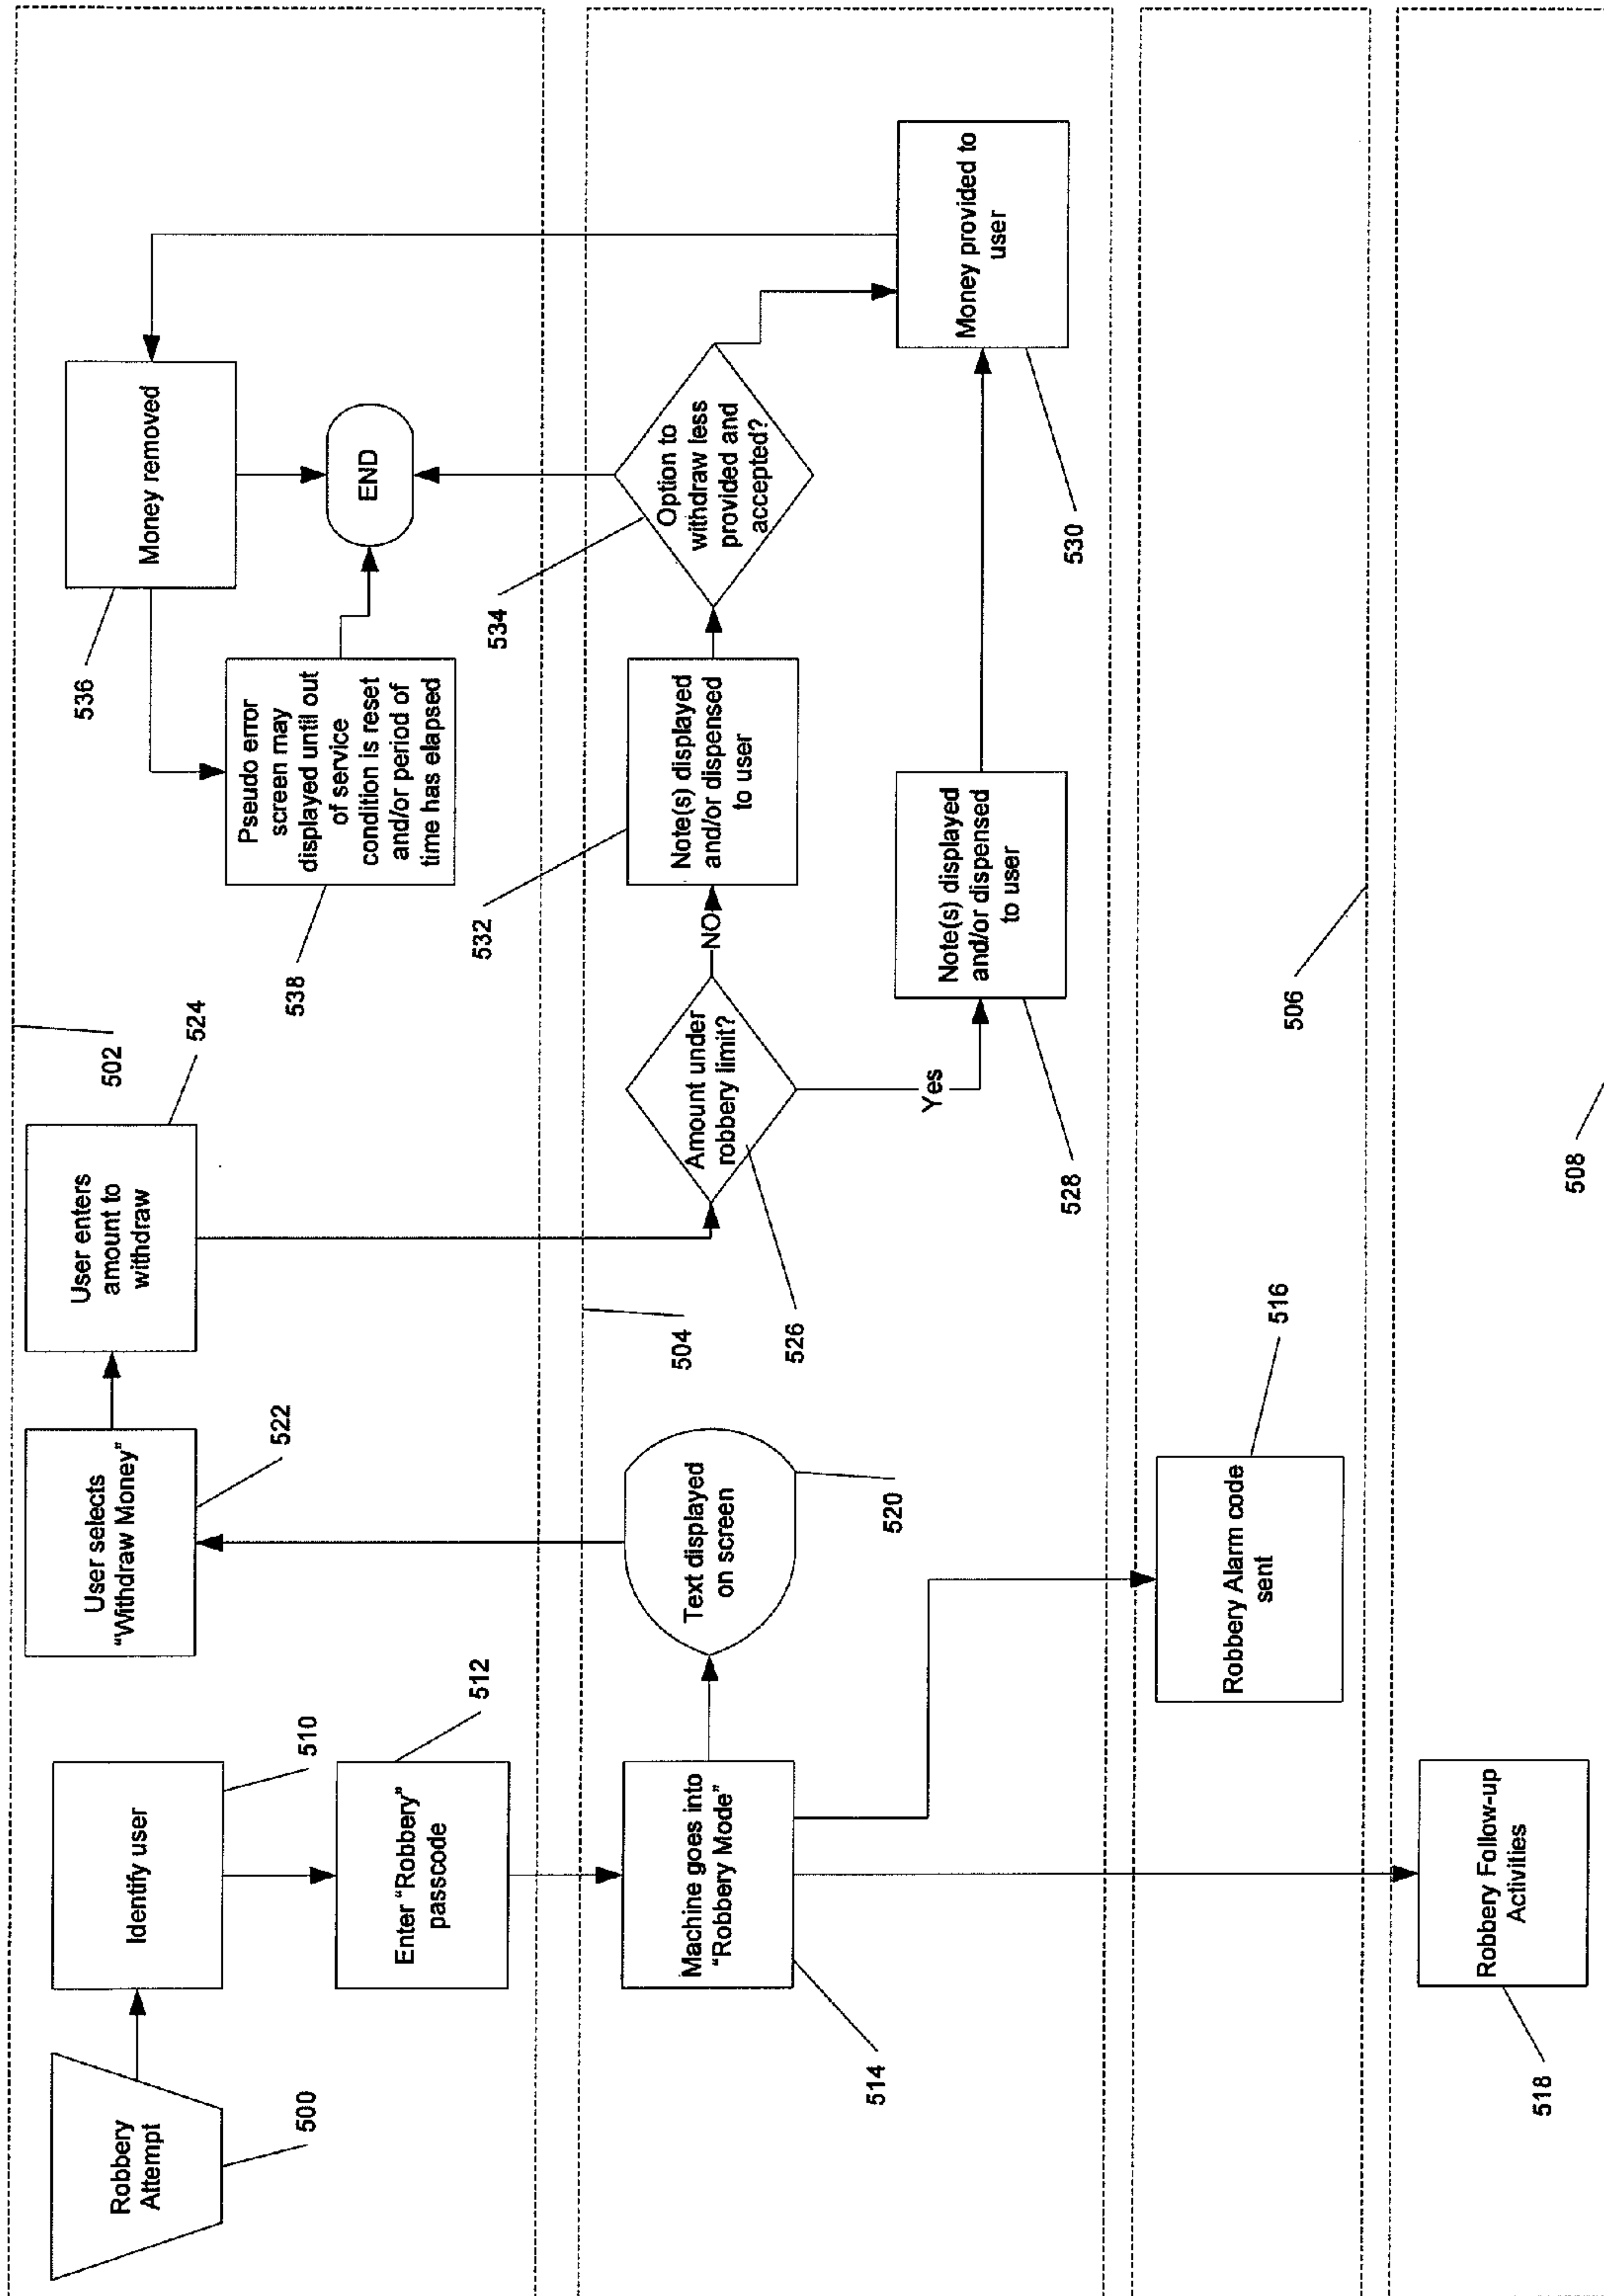 Robbery
Attempt
500
Identify user
510
Enter “Robbery”
passcode
512
User selects
“Withdraw Money”
522
User enters
amount to
withdraw
524
502
Money removed
536
Pseudo error
screen may
displayed until out
of service
condition is reset
and/or period of
time has elapsed
538
END
Machine goes into
“Robbery Mode”
514
Text displayed
on screen
520
504
Amount under
robbery limit?
526
NO
Yes
Note(s) displayed
and/or dispensed
to user
532
Option to
withdraw less
provided and
accepted?
534
Note(s) displayed
and/or dispensed
to user
528
Money provided to
user
530
Robbery Alarm code
sent
516
506
Robbery Follow-up
Activities
518
508